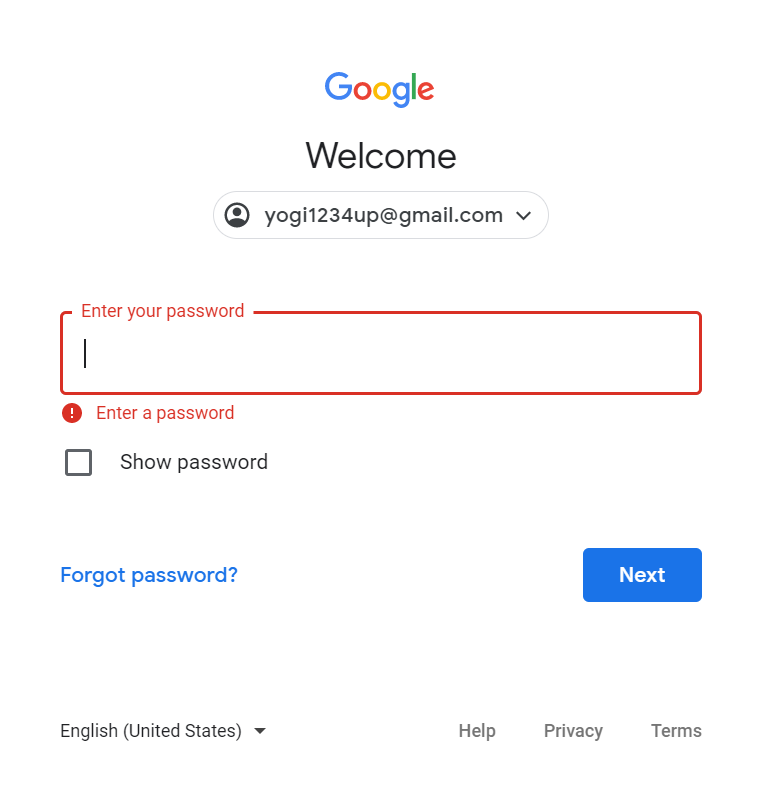 Google
Welcome
yogi1234up@gmail.com
Enter your password
Enter a password
Show password
Forgot password?
Next
English (United States)
Help
Privacy
Terms